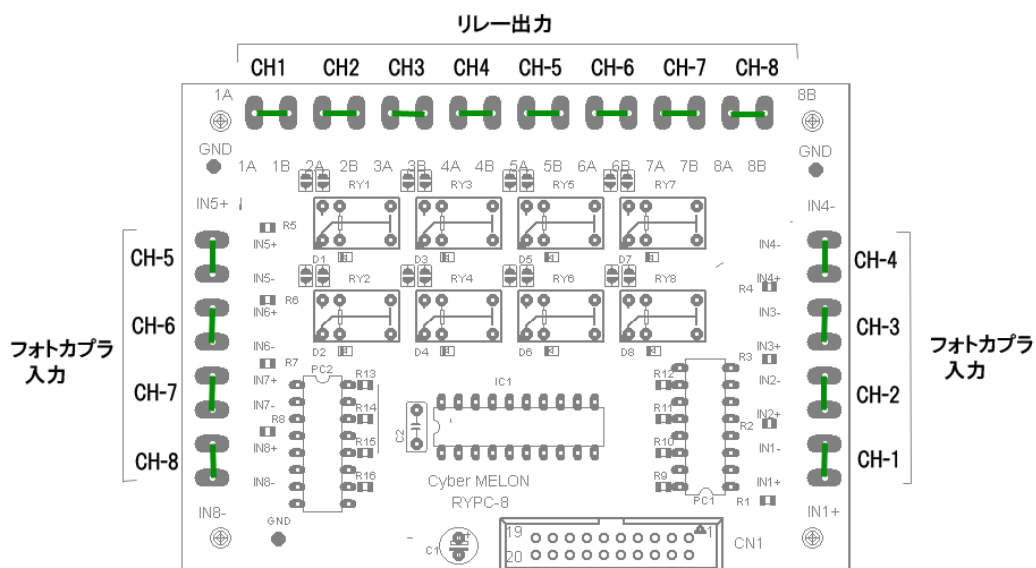 リレー出力
CH1 CH2 CH3 CH4 CH-5 CH-6 CH-7 CH-8
1A 8B
GND GND
1A 1B 2A 2B 3A 3B 4A 4B 5A 5B 6A 6B 7A 7B 8A 8B
RY1 RY3 RY5 RY7
IN5+ IN4-
R5
CH-5 IN5+ IN4- CH-4
D1 D3 D5 D7
IN5- RY2 RY4 RY6 RY8 IN4+
R6 R4
CH-6 IN6+ IN3- CH-3
フォトカプラ
入力
フォトカプラ
入力
IN6- D2 D4 D6 D8 IN3+
R7 PC2 R3
CH-7 IN7+ R13 IC1 R12 IN2- CH-2
IN7- R14 R11 IN2+
R8 C2 R2
CH-8 IN8+ R15 R10 IN1- CH-1
IN8- R16 Cyber MELON R9 IN1+
RYPC-8 PC1 R1
IN8- GND IN1+
19 1
C1 + CN1
20